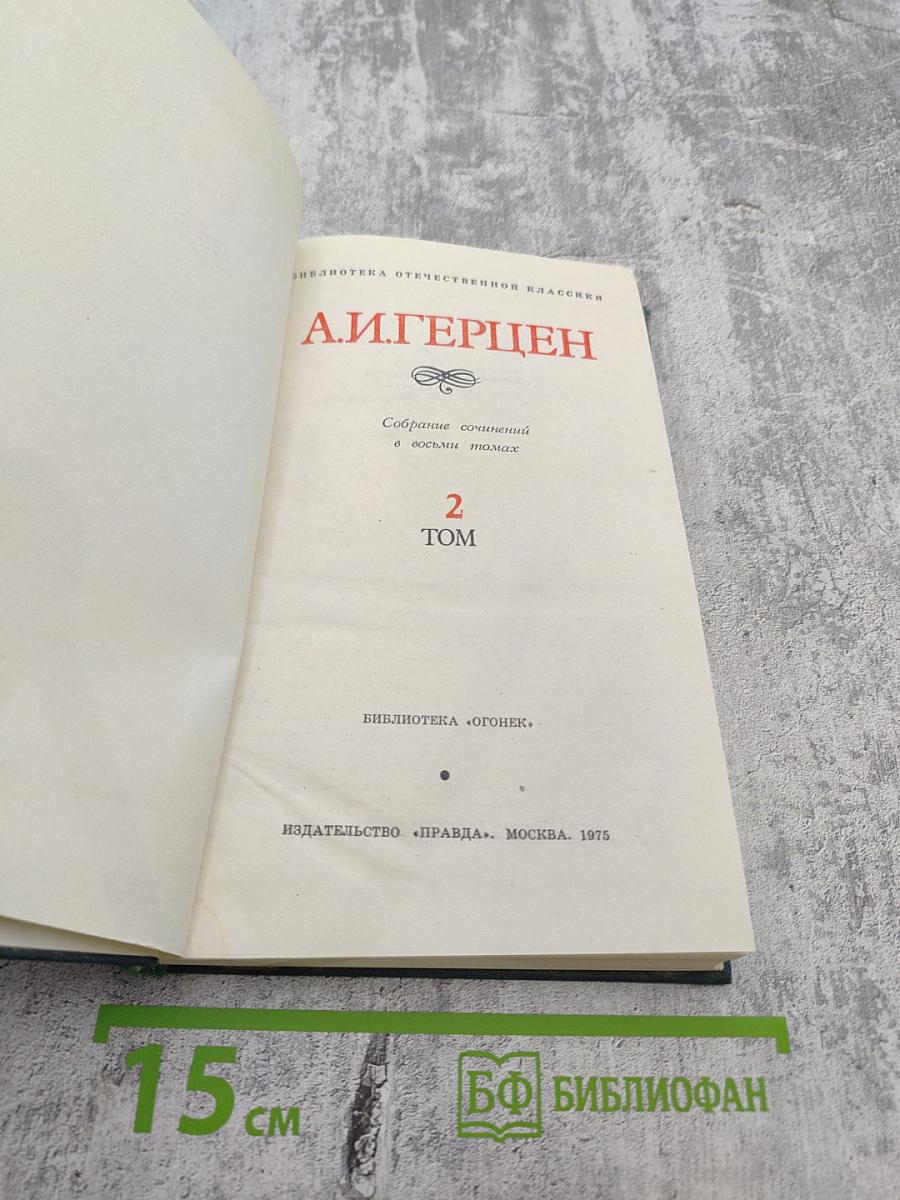 БИБЛИОТЕКА ОТЕЧЕСТВЕННОЙ КЛАССИКИ
А.И.ГЕРЦЕН
Собрание сочинений
в восьми томах
2
ТОМ
БИБЛИОТЕКА «ОГОНЕК»
ИЗДАТЕЛЬСТВО «ПРАВДА». МОСКВА. 1975
15 см
БФ БИБЛИОФАН